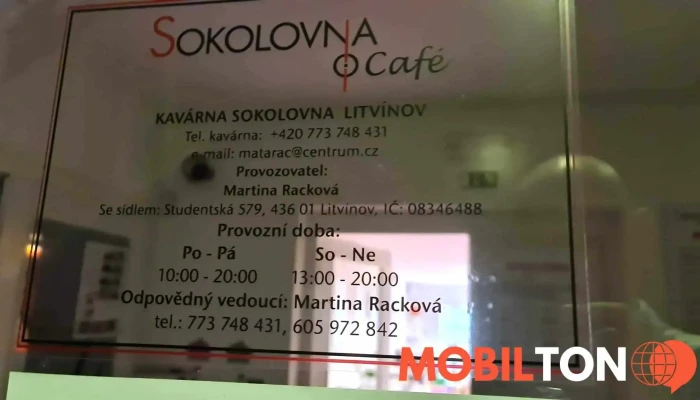 SOKOLOVNA
Café
KAVÁRNA SOKOLOVNA LITVÍNOV
Tel. kavárna: +420 773 748 431
e-mail: matarac@centrum.cz
Provozovatel:
Martina Racková
Se sídlem: Studentská 579, 436 01 Litvínov, IČ: 08346488
Provozní doba:
Po - Pá So - Ne
10:00 - 20:00 13:00 - 20:00
Odpovědný vedoucí: Martina Racková
tel.: 773 748 431, 605 972 842
MOBILTON